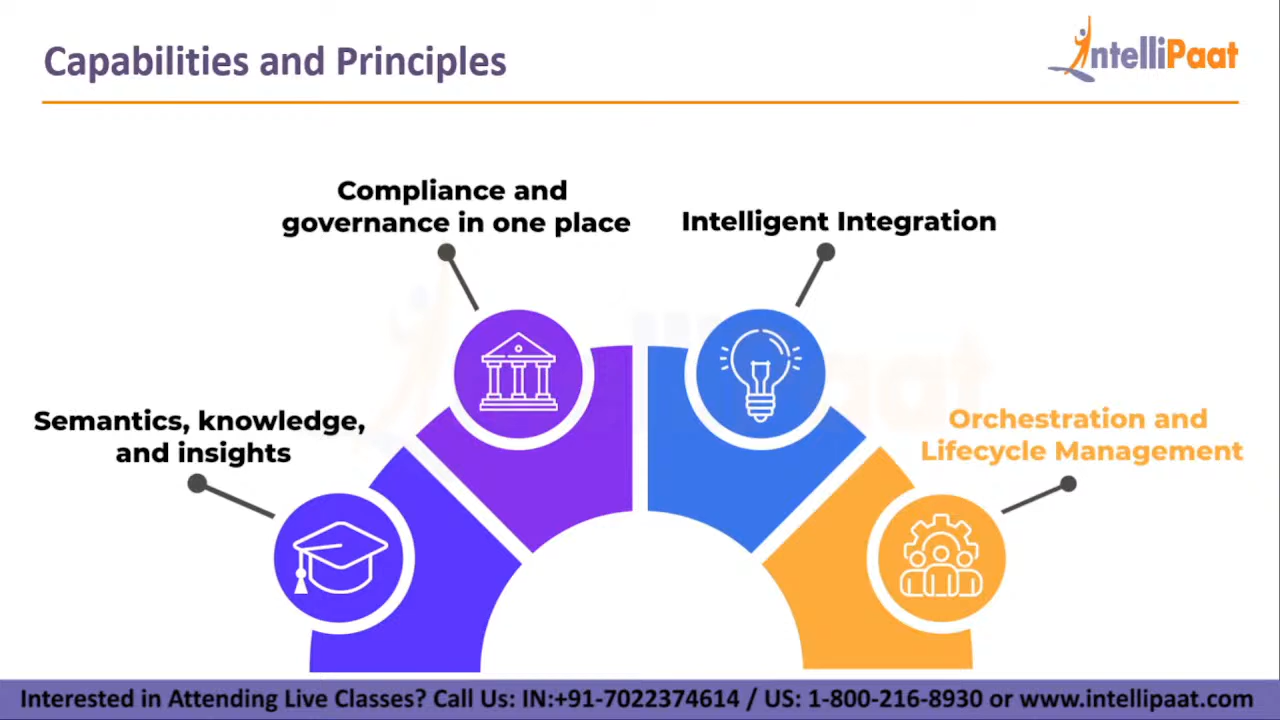 Capabilities and Principles
IntelliPaat
Compliance and
governance in one place
Intelligent Integration
Semantics, knowledge,
and insights
Orchestration and
Lifecycle Management
Interested in Attending Live Classes? Call Us: IN:+91-7022374614 / US: 1-800-216-8930 or www.intellipaat.com